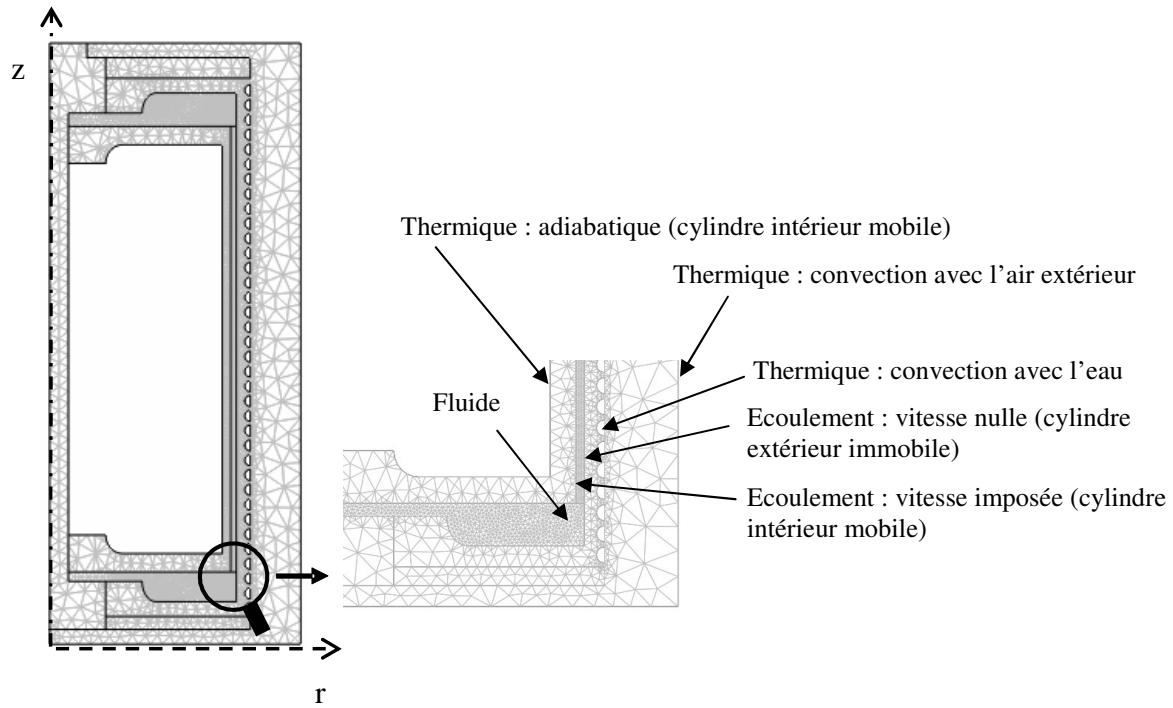 z
Thermique : adiabatique (cylindre intérieur mobile)
Thermique : convection avec l’air extérieur
Thermique : convection avec l’eau
Fluide
Ecoulement : vitesse nulle (cylindre
extérieur immobile)
Ecoulement : vitesse imposée (cylindre
intérieur mobile)
r